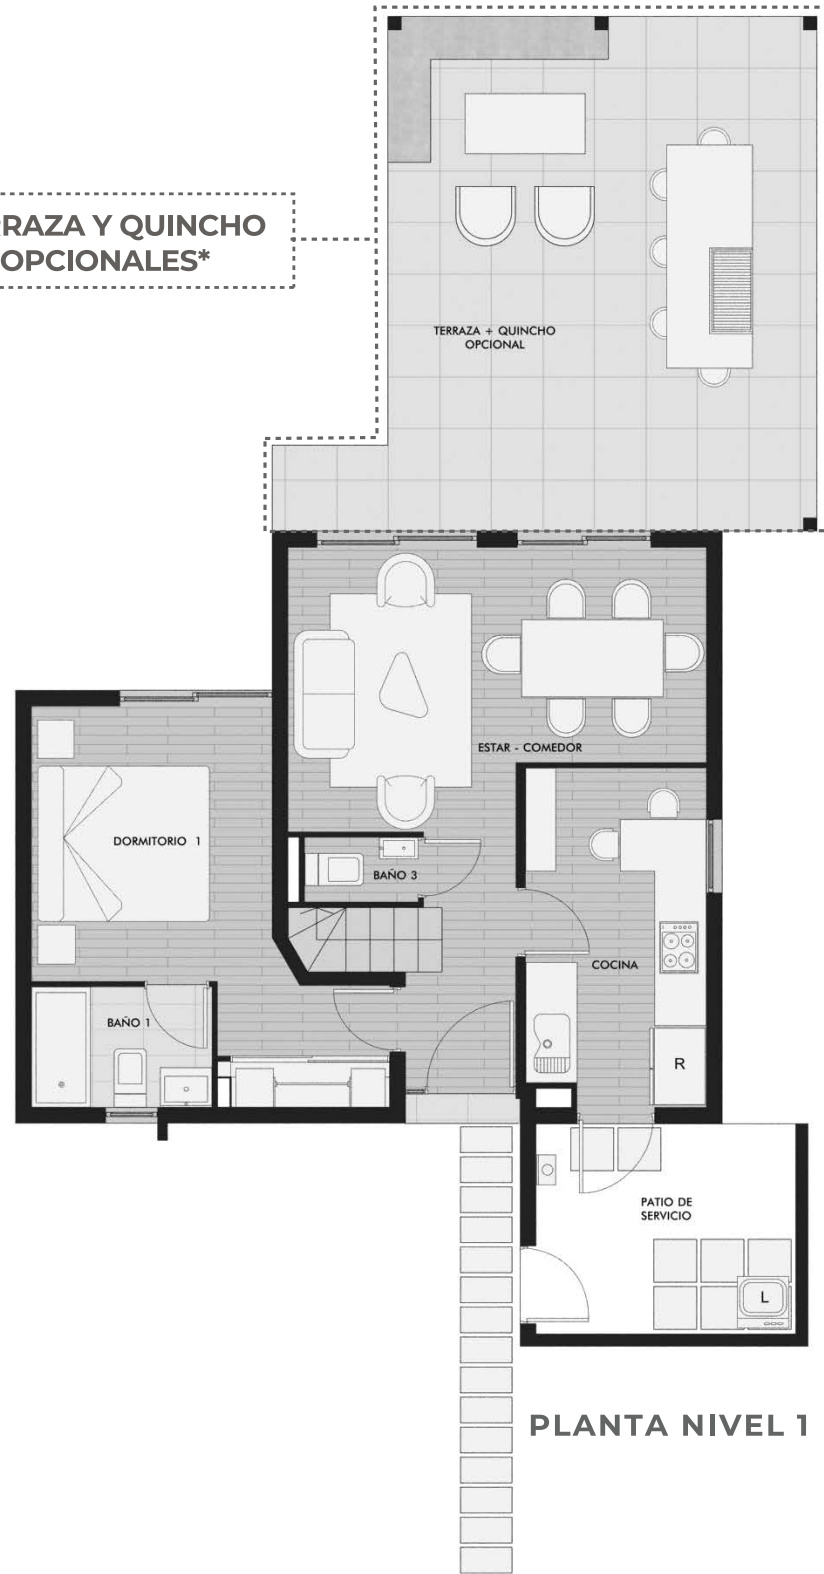 RRAZA Y QUINCHO
OPCIONALES*
TERRAZA + QUINCHO
OPCIONAL
ESTAR - COMEDOR
DORMITORIO 1
BAÑO 3
COCINA
BAÑO 1
R
PATIO DE
SERVICIO
L
PLANTA NIVEL 1